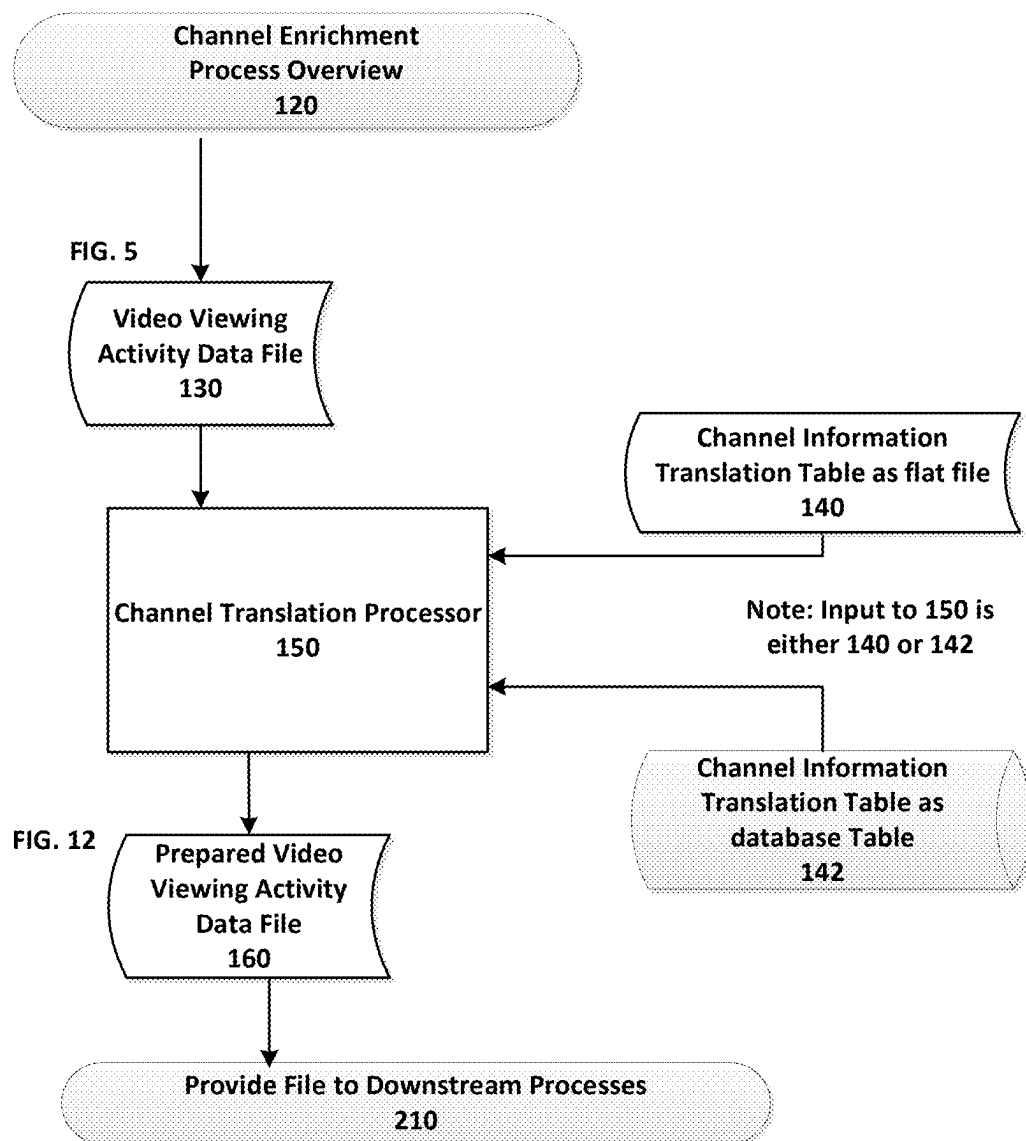 Channel Enrichment
Process Overview
120
FIG. 5
Video Viewing
Activity Data File
130
Channel Information
Translation Table as flat file
140
Channel Translation Processor
150
Note: Input to 150 is
either 140 or 142
Channel Information
Translation Table as
database Table
142
FIG. 12
Prepared Video
Viewing Activity
Data File
160
Provide File to Downstream Processes
210